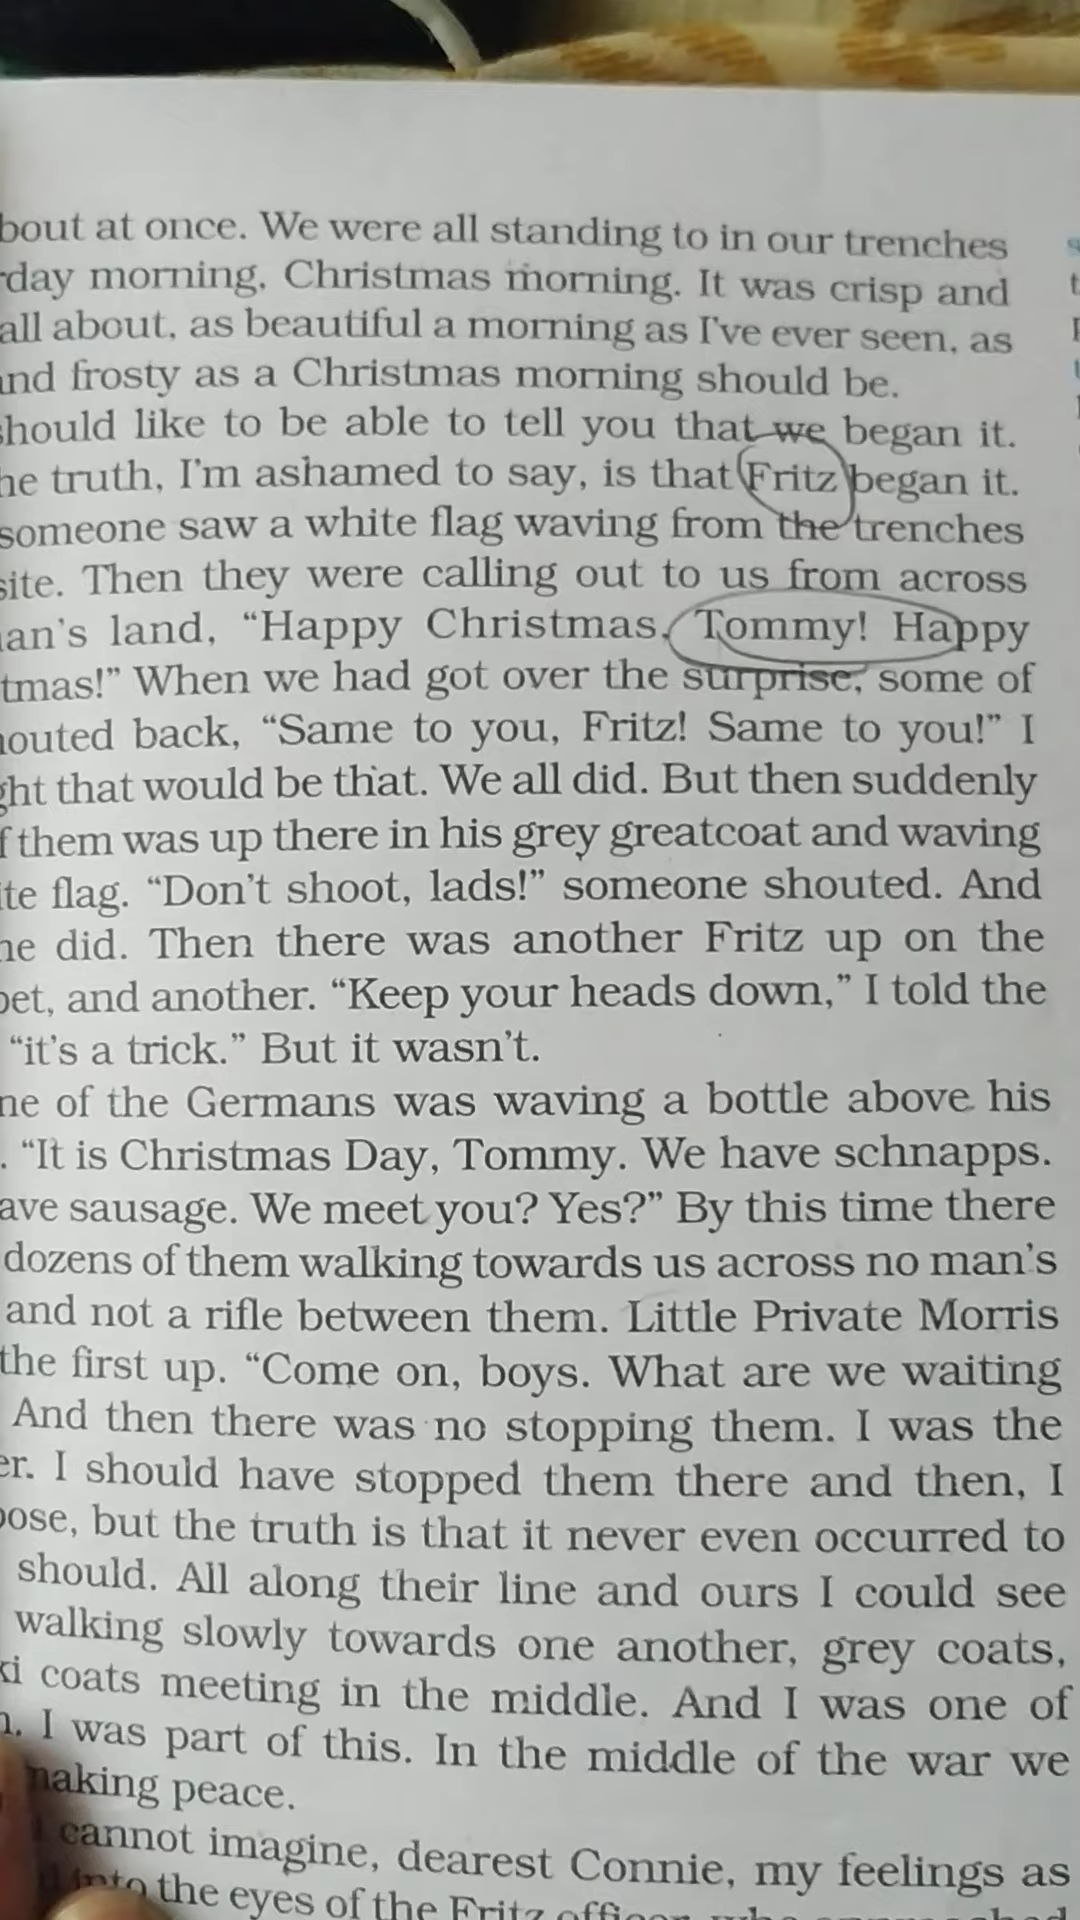 bout at once. We were all standing to in our trenches
rday morning, Christmas morning. It was crisp and
all about, as beautiful a morning as I've ever seen, as
and frosty as a Christmas morning should be.
should like to be able to tell you that we began it.
he truth, I'm ashamed to say, is that Fritz began it.
someone saw a white flag waving from the trenches
site. Then they were calling out to us from across
an's land, “Happy Christmas, Tommy! Happy
tmas!” When we had got over the surprise, some of
houted back, “Same to you, Fritz! Same to you!” I
ght that would be that. We all did. But then suddenly
f them was up there in his grey greatcoat and waving
ite flag. “Don't shoot, lads!” someone shouted. And
ne did. Then there was another Fritz up on the
pet, and another. “Keep your heads down,” I told the
“it's a trick.” But it wasn't.
ne of the Germans was waving a bottle above his
. “It is Christmas Day, Tommy. We have schnapps.
ave sausage. We meet you? Yes?” By this time there
dozens of them walking towards us across no man's
and not a rifle between them. Little Private Morris
the first up. “Come on, boys. What are we waiting
And then there was no stopping them. I was the
er. I should have stopped them there and then, I
pose, but the truth is that it never even occurred to
should. All along their line and ours I could see
walking slowly towards one another, grey coats,
ki coats meeting in the middle. And I was one of
. I was part of this. In the middle of the war we
making peace.
cannot imagine, dearest Connie, my feelings as
into the eyes of the Fritz